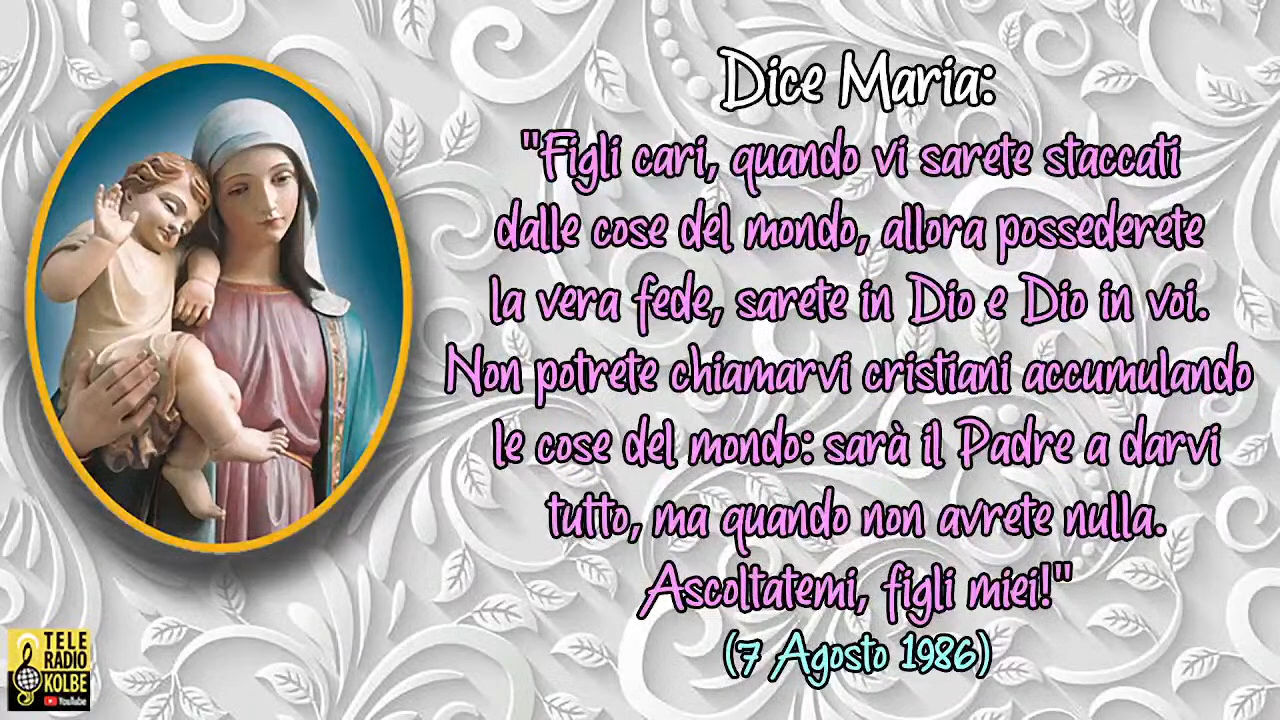 Dice Maria:
"Figli cari, quando vi sarete staccati
dalle cose del mondo, allora possederete
la vera fede, sarete in Dio e Dio in voi.
Non potrete chiamarvi cristiani accumulando
le cose del mondo: sarà il Padre a darvi
tutto, ma quando non avrete nulla.
Ascoltatemi, figli miei!"
(7 Agosto 1986)
TELE
RADIO
KOLBE
YouTube